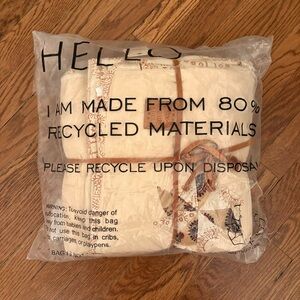 HELLO
I AM MADE FROM 80%
RECYCLED MATERIALS
PLEASE RECYCLE UPON DISPOSAL
WARNING: To avoid danger of
suffocation, Keep this bag
away from babies and children.
Do not use this bag in cribs,
carriages or playpens.